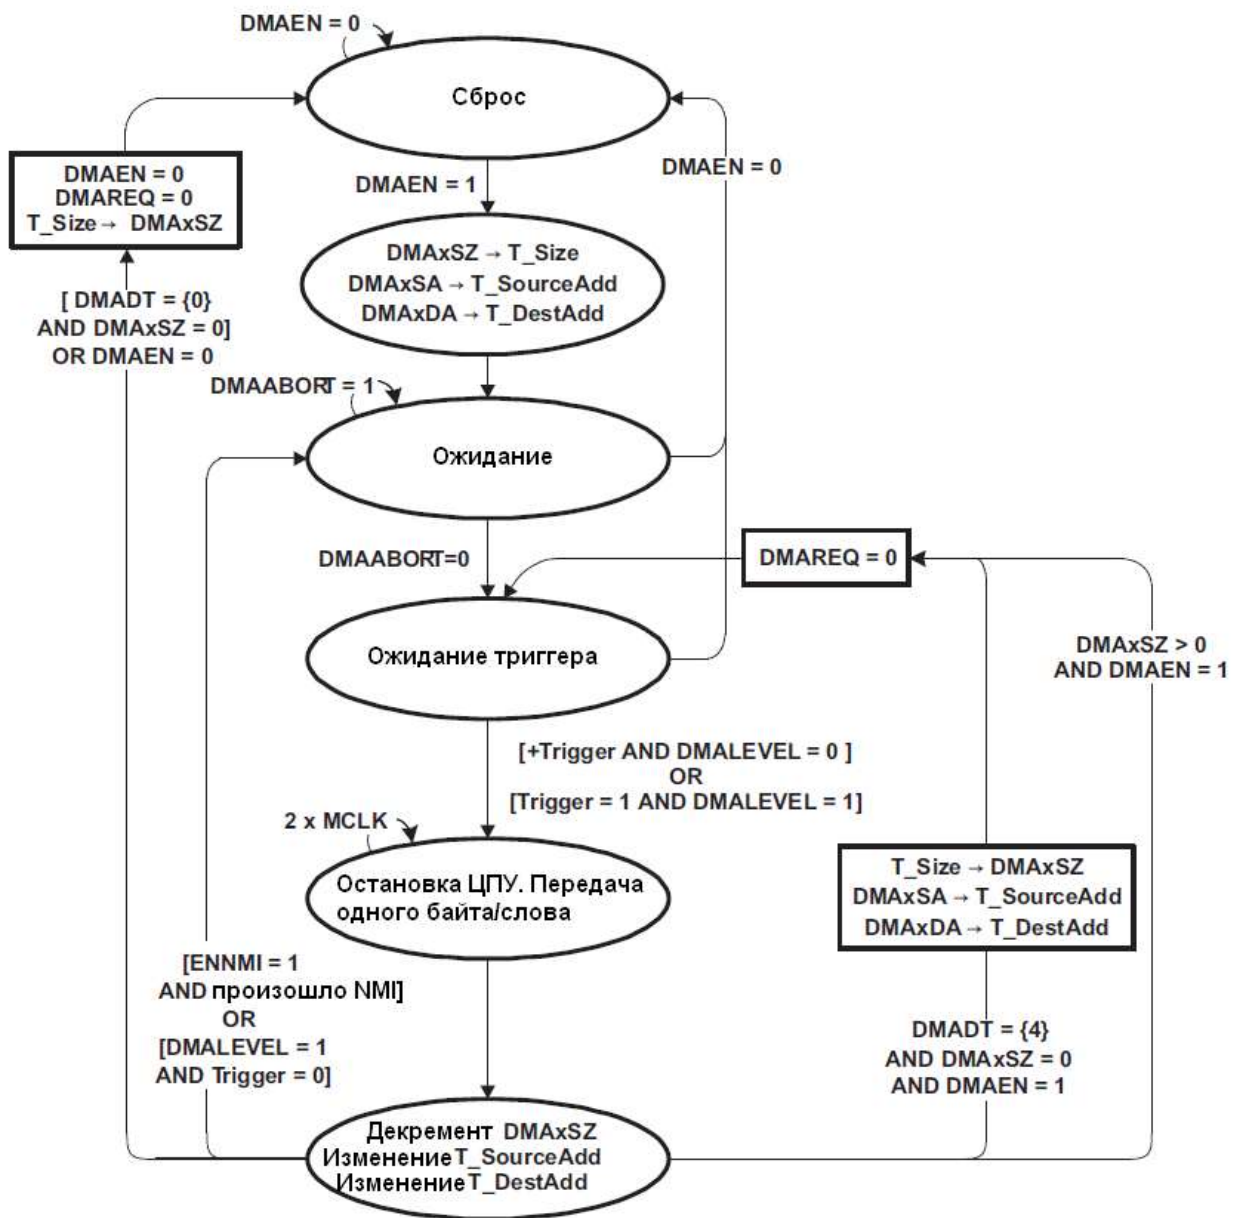 DMAEN = 0
Сброс
DMAEN = 0
DMAREQ = 0
T_Size → DMAxSZ
DMAEN = 1
DMAEN = 0
DMAxSZ → T_Size
DMAxSA → T_SourceAdd
DMAxDA → T_DestAdd
[ DMADT = {0}
AND DMAxSZ = 0]
OR DMAEN = 0
DMAABORT = 1
Ожидание
DMAABORT=0
DMAREQ = 0
Ожидание триггера
DMAxSZ > 0
AND DMAEN = 1
[+Trigger AND DMALEVEL = 0 ]
OR
[Trigger = 1 AND DMALEVEL = 1]
2 x MCLK
Остановка ЦПУ. Передача
одного байта/слова
T_Size → DMAxSZ
DMAxSA → T_SourceAdd
DMAxDA → T_DestAdd
[ENNMI = 1
AND произошло NMI]
OR
[DMALEVEL = 1
AND Trigger = 0]
DMADT = {4}
AND DMAxSZ = 0
AND DMAEN = 1
Декремент DMAxSZ
Изменение T_SourceAdd
Изменение T_DestAdd